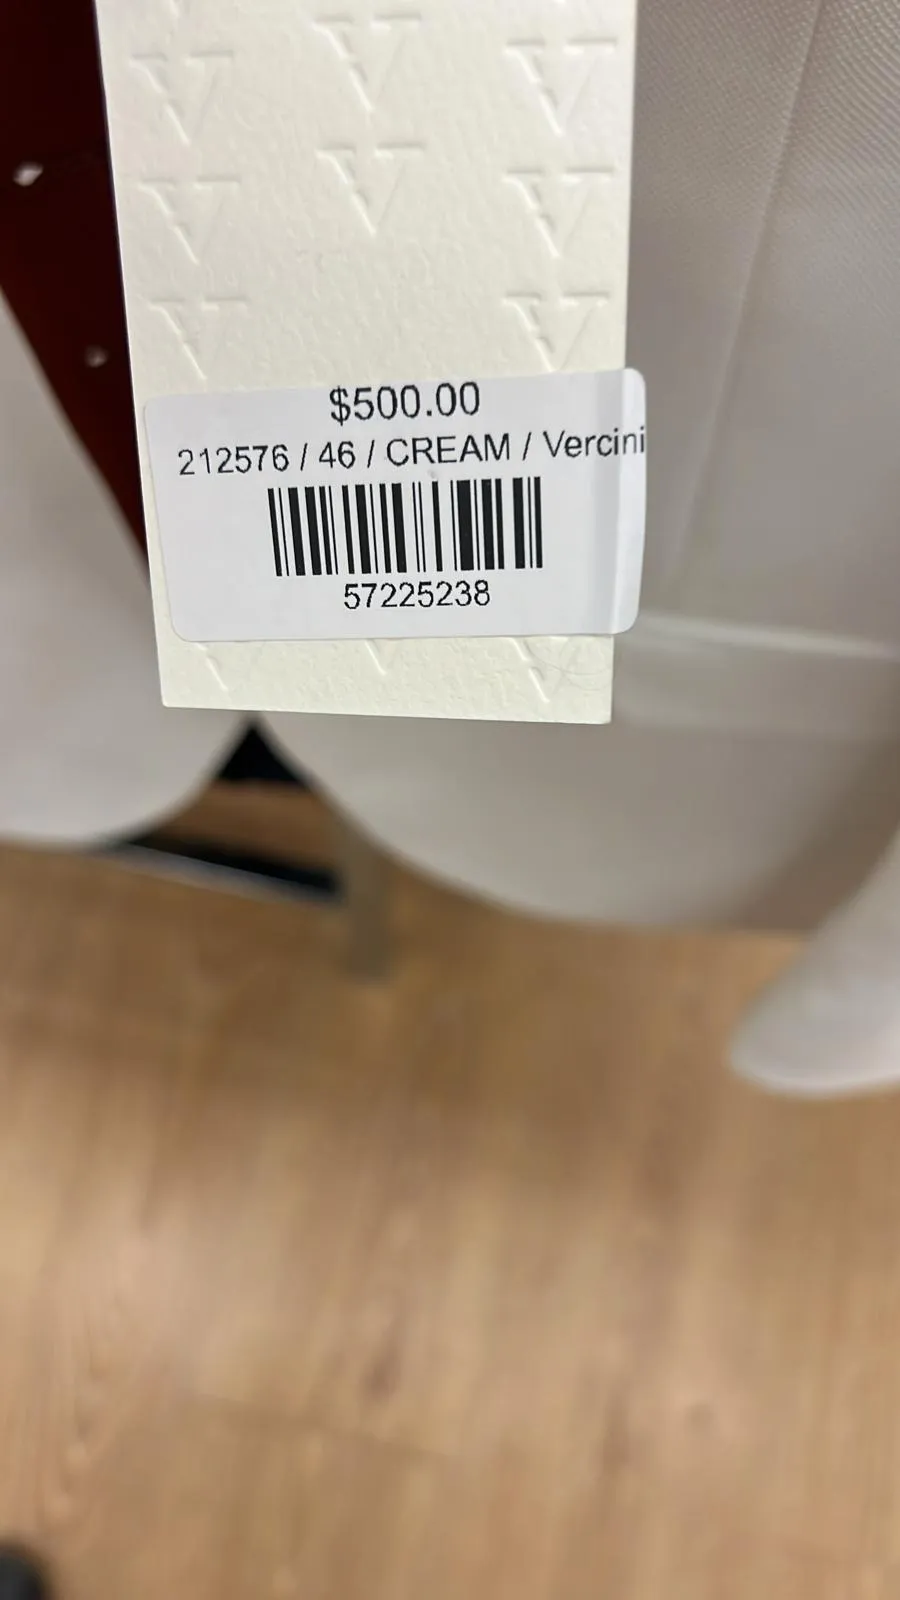 V V V
V V V
V V
$500.00
212576 / 46 / CREAM / Vercini
57225238
V V V